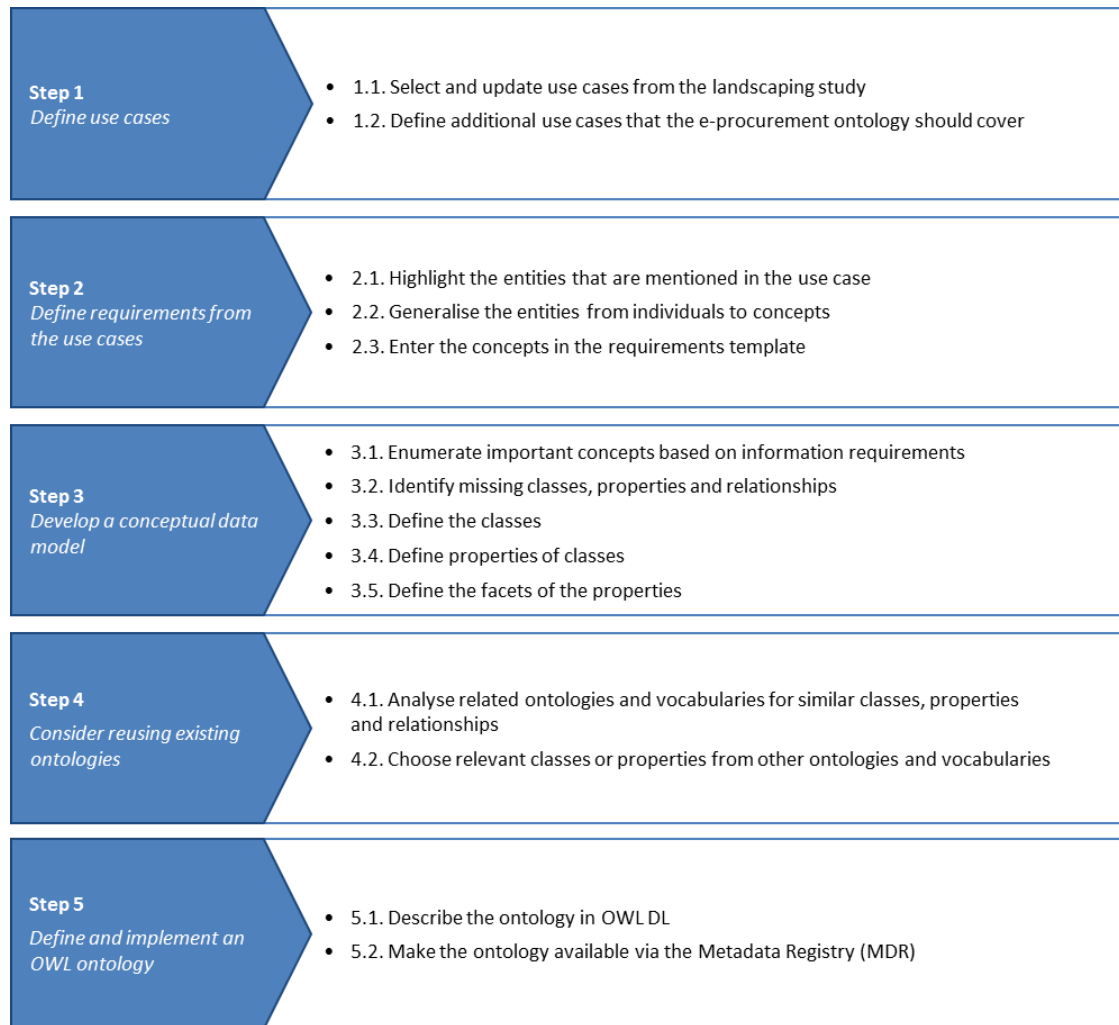 Step 1
Define use cases
• 1.1. Select and update use cases from the landscaping study
• 1.2. Define additional use cases that the e-procurement ontology should cover
Step 2
Define requirements from
the use cases
• 2.1. Highlight the entities that are mentioned in the use case
• 2.2. Generalise the entities from individuals to concepts
• 2.3. Enter the concepts in the requirements template
Step 3
Develop a conceptual data
model
• 3.1. Enumerate important concepts based on information requirements
• 3.2. Identify missing classes, properties and relationships
• 3.3. Define the classes
• 3.4. Define properties of classes
• 3.5. Define the facets of the properties
Step 4
Consider reusing existing
ontologies
• 4.1. Analyse related ontologies and vocabularies for similar classes, properties
and relationships
• 4.2. Choose relevant classes or properties from other ontologies and vocabularies
Step 5
Define and implement an
OWL ontology
• 5.1. Describe the ontology in OWL DL
• 5.2. Make the ontology available via the Metadata Registry (MDR)